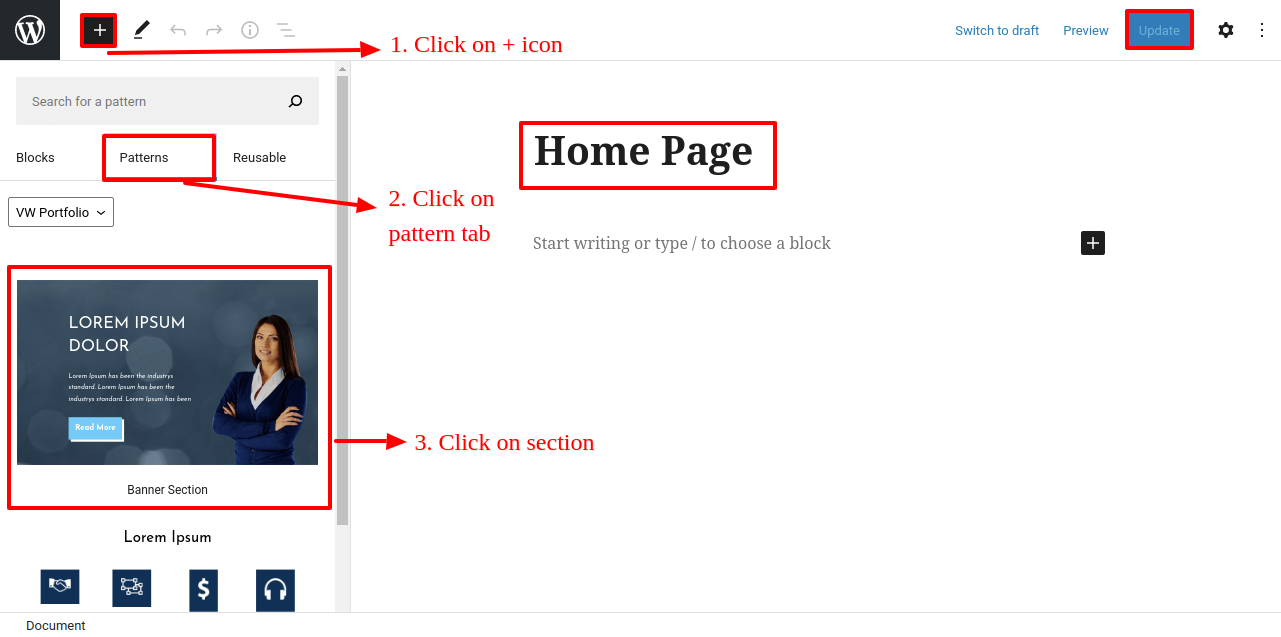 1. Click on + icon
Switch to draft
Preview
Update
Search for a pattern
Blocks
Patterns
Reusable
VW Portfolio
2. Click on
pattern tab
Home Page
Start writing or type / to choose a block
LOREM IPSUM
DOLOR
Lorem Ipsum has been the industrys
standard. Lorem Ipsum has been the
industrys standard. Lorem Ipsum has been
Read More
3. Click on section
Banner Section
Lorem Ipsum
$
Document